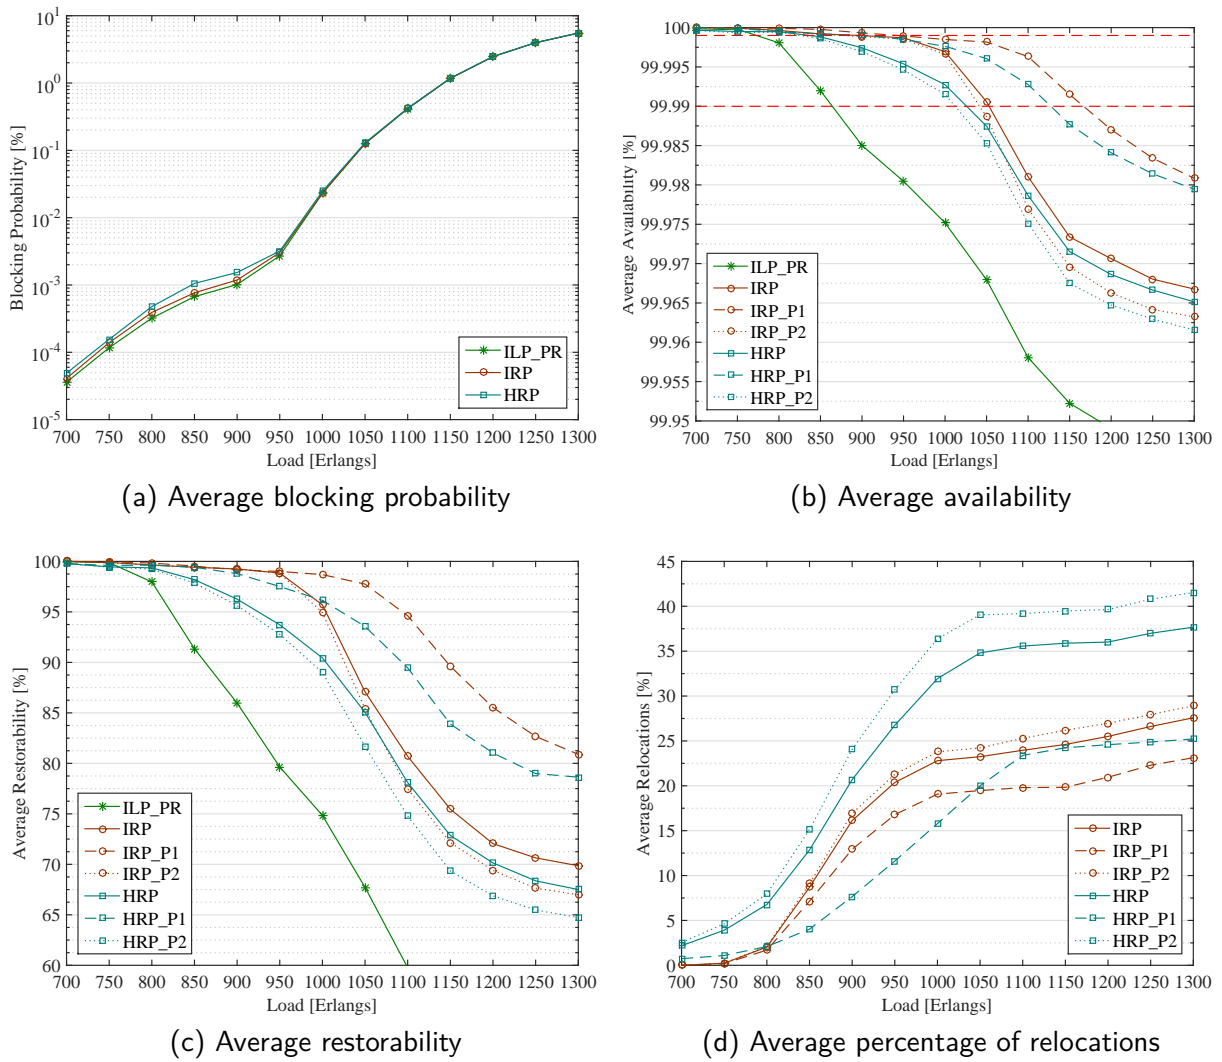 10^1
10^0
10^-1
10^-2
10^-3
10^-4
10^-5
Blocking Probability [%]
ILP_PR
IRP
HRP
700 750 800 850 900 950 1000 1050 1100 1150 1200 1250 1300
Load [Erlangs]
(a) Average blocking probability
100
99.995
99.99
99.985
99.98
99.975
99.97
99.965
99.96
99.955
99.95
Average Availability [%]
ILP_PR
IRP
IRP_P1
IRP_P2
HRP
HRP_P1
HRP_P2
700 750 800 850 900 950 1000 1050 1100 1150 1200 1250 1300
Load [Erlangs]
(b) Average availability
100
95
90
85
80
75
70
65
60
Average Restorability [%]
ILP_PR
IRP
IRP_P1
IRP_P2
HRP
HRP_P1
HRP_P2
700 750 800 850 900 950 1000 1050 1100 1150 1200 1250 1300
Load [Erlangs]
(c) Average restorability
45
40
35
30
25
20
15
10
5
0
Average Relocations [%]
IRP
IRP_P1
IRP_P2
HRP
HRP_P1
HRP_P2
700 750 800 850 900 950 1000 1050 1100 1150 1200 1250 1300
Load [Erlangs]
(d) Average percentage of relocations